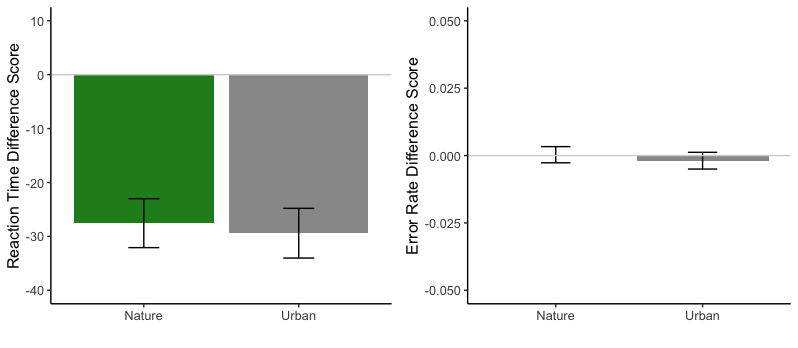 Reaction Time Difference Score
10
0
-10
-20
-30
-40
Nature
Urban
Error Rate Difference Score
0.050
0.025
0.000
-0.025
-0.050
Nature
Urban